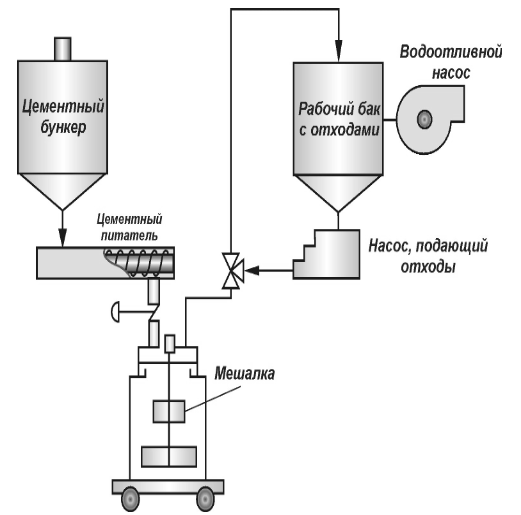 Водоотливной
насос
Цементный
бункер
Рабочий бак
с отходами
Цементный
питатель
Насос, подающий
отходы
Мешалка